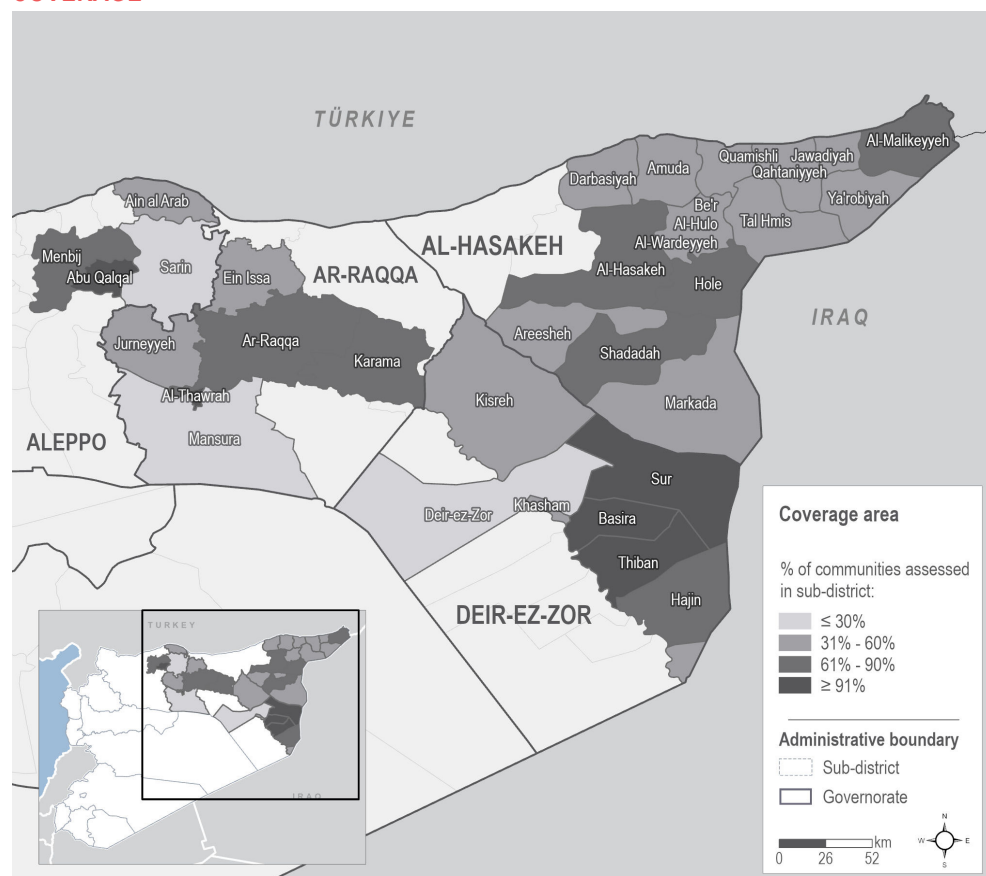 COVERAGE
TÜRKIYE
Al-Malikeyyeh
Quamishli
Jawadiyah
Amuda
Qahtaniyyeh
Darbasiyah
Ain al Arab
Ya'robiyah
Be'r
Al-Hulo
Tal Hmis
Al-Wardeyyeh
AL-HASAKEH
Menbij
Sarin
AR-RAQQA
Al-Hasakeh
Abu Qalqal
Ein Issa
Hole
IRAQ
Areesheh
Jurneyyeh
Ar-Raqqa
Shadadah
Karama
Al-Thawrah
Kisreh
Markada
ALEPPO
Mansura
Sur
Khasham
Deir-ez-Zor
Basira
Thiban
DEIR-EZ-ZOR
Hajin
Coverage area
% of communities assessed
in sub-district:
≤ 30%
31% - 60%
61% - 90%
≥ 91%
Administrative boundary
Sub-district
Governorate
km
0 26 52
N
W E
S
TURKEY
IRAQ